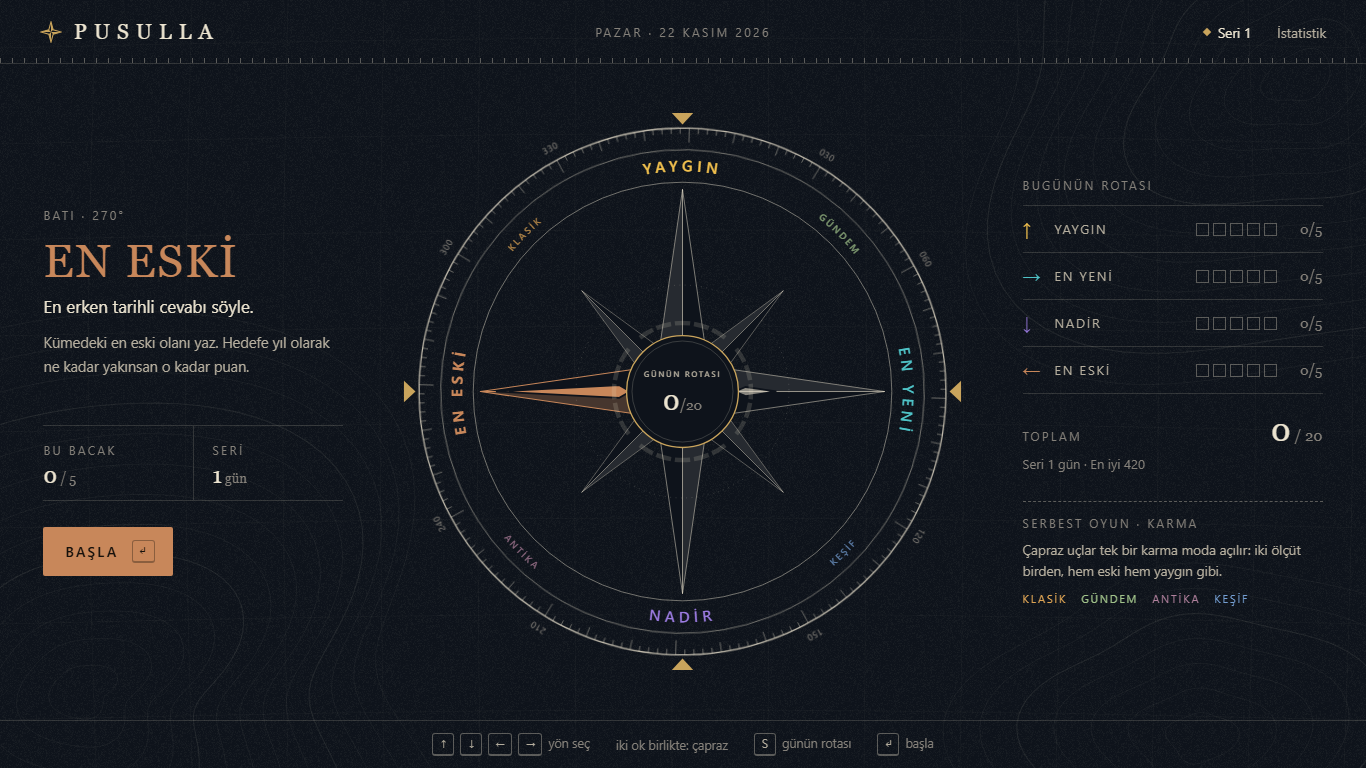 PUSULLA
PAZAR · 22 KASIM 2026
Seri 1
İstatistik
BATI · 270°
EN ESKİ
En erken tarihli cevabı söyle.
Kümedeki en eski olanı yaz. Hedefe yıl olarak
ne kadar yakınsan o kadar puan.
BU BACAK
0 / 5
SERİ
1 gün
BAŞLA ↵
330
030
300
060
240
120
210
150
YAYGIN
KLASİK
GÜNDEM
EN ESKİ
EN YENİ
GÜNÜN ROTASI
0/20
ANTİKA
KEŞİF
NADİR
BUGÜNÜN ROTASI
↑ YAYGIN 0/5
→ EN YENİ 0/5
↓ NADİR 0/5
← EN ESKİ 0/5
TOPLAM 0 / 20
Seri 1 gün · En iyi 420
SERBEST OYUN · KARMA
Çapraz uçlar tek bir karma moda açılır: iki ölçüt
birden, hem eski hem yaygın gibi.
KLASİK GÜNDEM ANTİKA KEŞİF
↑ ↓ ← → yön seç iki ok birlikte: çapraz S günün rotası ↵ başla